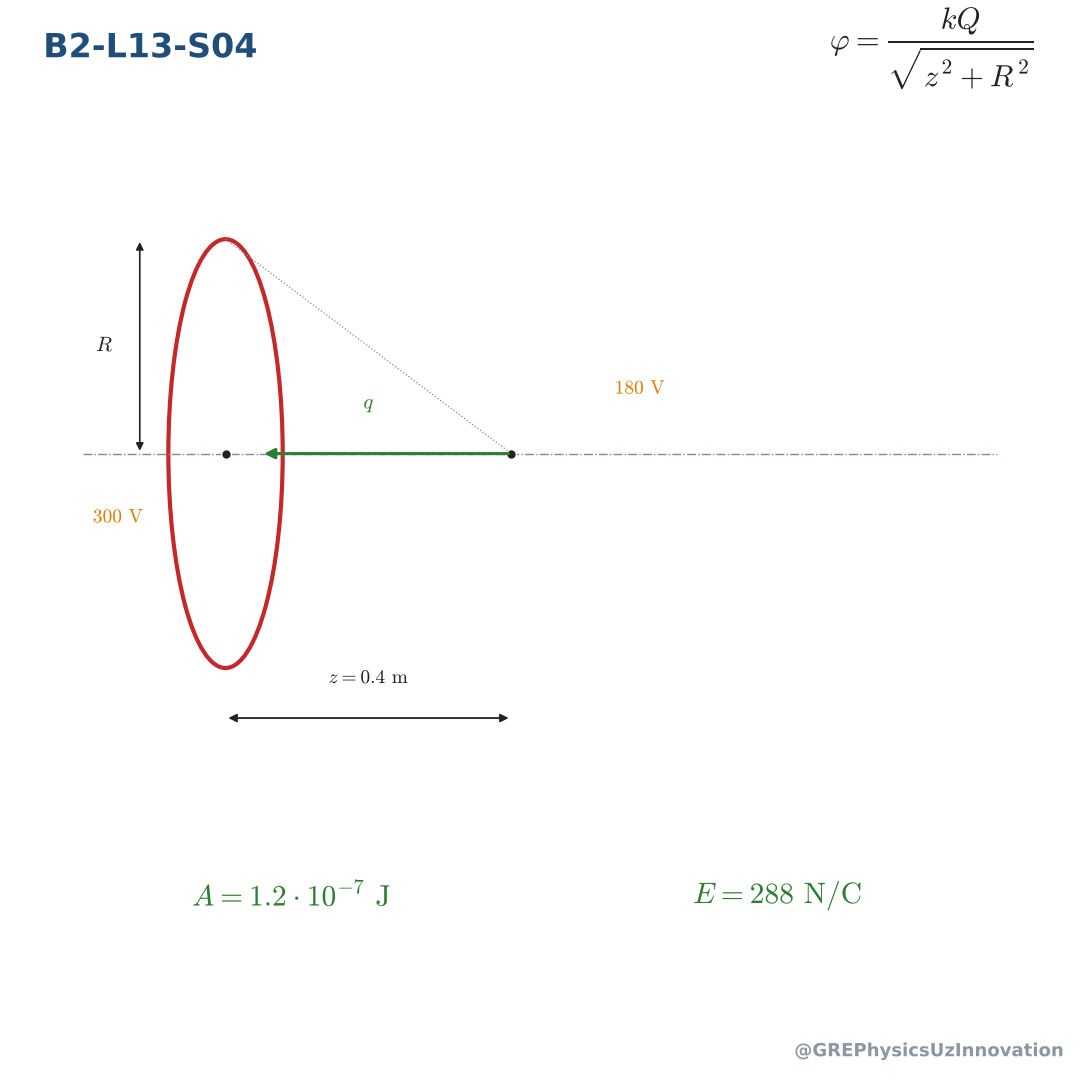 B2-L13-S04
φ = kQ / √(z² + R²)
R
q
180 V
300 V
z = 0.4 m
A = 1.2 · 10⁻⁷ J
E = 288 N/C
@GREPhysicsUzInnovation